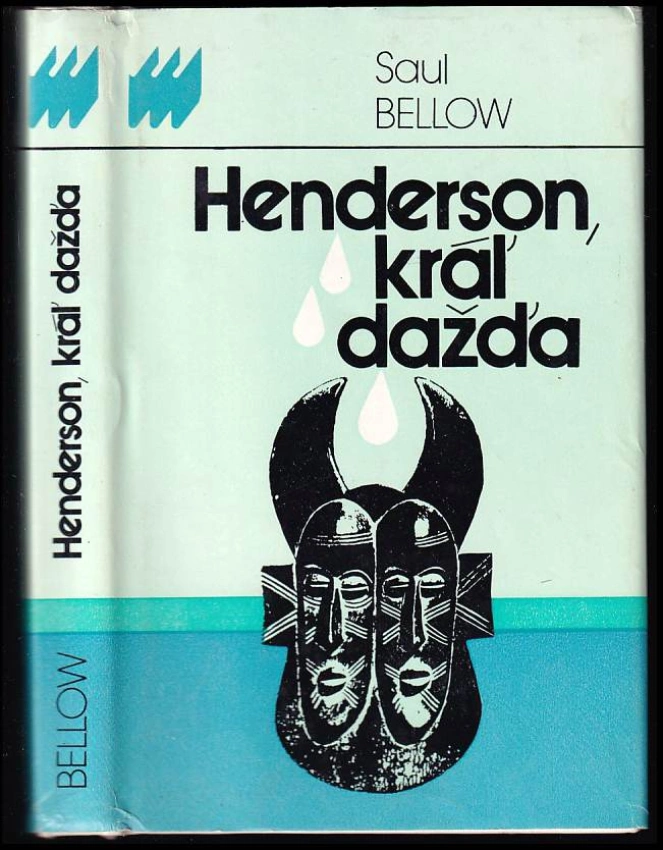 Saul
BELLOW
Henderson,
kráľ
dažďa
Henderson, kráľ dažďa
BELLOW